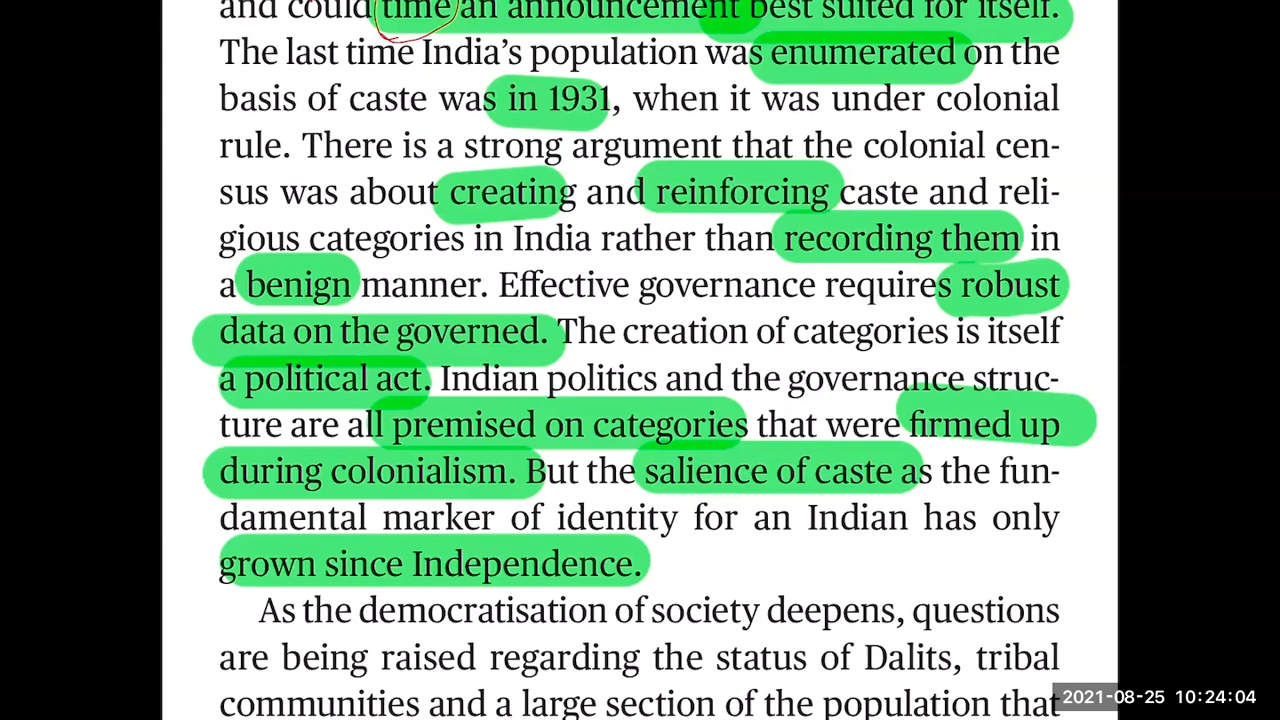 and could time an announcement best suited for itself.
The last time India’s population was enumerated on the
basis of caste was in 1931, when it was under colonial
rule. There is a strong argument that the colonial cen-
sus was about creating and reinforcing caste and reli-
gious categories in India rather than recording them in
a benign manner. Effective governance requires robust
data on the governed. The creation of categories is itself
a political act. Indian politics and the governance struc-
ture are all premised on categories that were firmed up
during colonialism. But the salience of caste as the fun-
damental marker of identity for an Indian has only
grown since Independence.
As the democratisation of society deepens, questions
are being raised regarding the status of Dalits, tribal
communities and a large section of the population that
2021-08-25 10:24:04